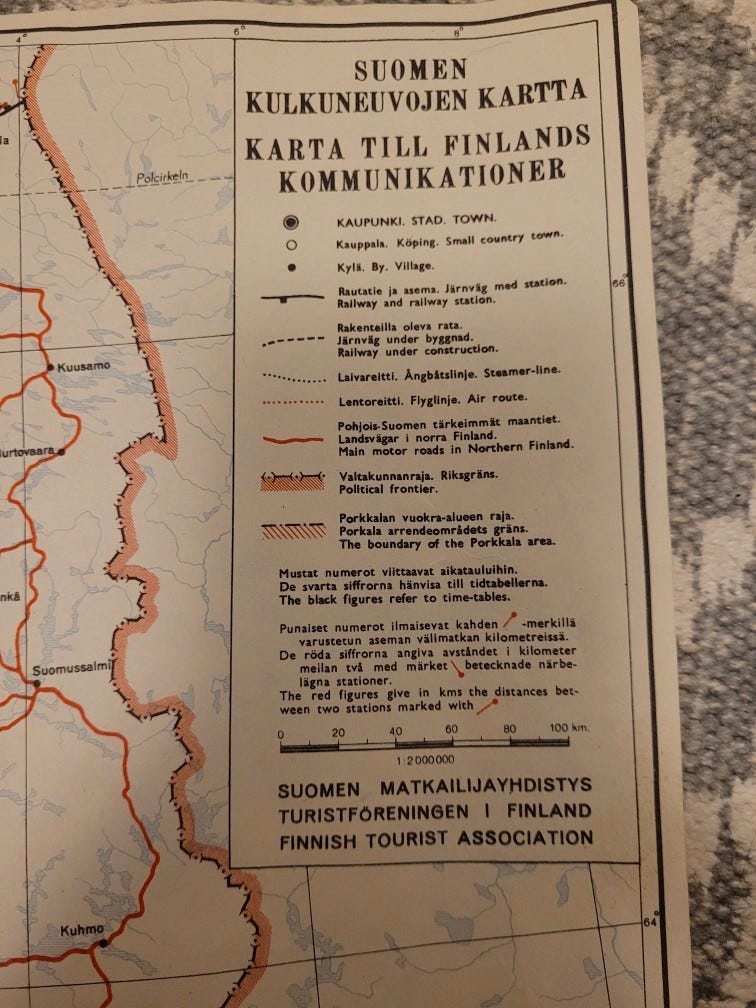 4°
6°
8°
Polcirkeln
66°
Kuusamo
Suomussalmi
Kuhmo
64°
SUOMEN
KULKUNEUVOJEN KARTTA
KARTA TILL FINLANDS
KOMMUNIKATIONER
KAUPUNKI. STAD. TOWN.
Kauppala. Köping. Small country town.
Kylä. By. Village.
Rautatie ja asema. Järnväg med station.
Railway and railway station.
Rakenteilla oleva rata.
Järnväg under byggnad.
Railway under construction.
Laivareitti. Ångbåtslinje. Steamer-line.
Lentoreitti. Flyglinje. Air route.
Pohjois-Suomen tärkeimmät maantiet.
Landsvägar i norra Finland.
Main motor roads in Northern Finland.
Valtakunnanraja. Riksgräns.
Political frontier.
Porkkalan vuokra-alueen raja.
Porkala arrendeområdets gräns.
The boundary of the Porkkala area.
Mustat numerot viittaavat aikatauluihin.
De svarta siffrorna hänvisa till tidtabellerna.
The black figures refer to time-tables.
Punaiset numerot ilmaisevat kahden -merkillä
varustetun aseman välimatkan kilometreissä.
De röda siffrorna angiva avståndet i kilometer
meilan två med märket betecknade närbe-
lägna stationer.
The red figures give in kms the distances bet-
ween two stations marked with
0 20 40 60 80 100 km.
1:2 000 000
SUOMEN MATKAILIJAYHDISTYS
TURISTFÖRENINGEN I FINLAND
FINNISH TOURIST ASSOCIATION